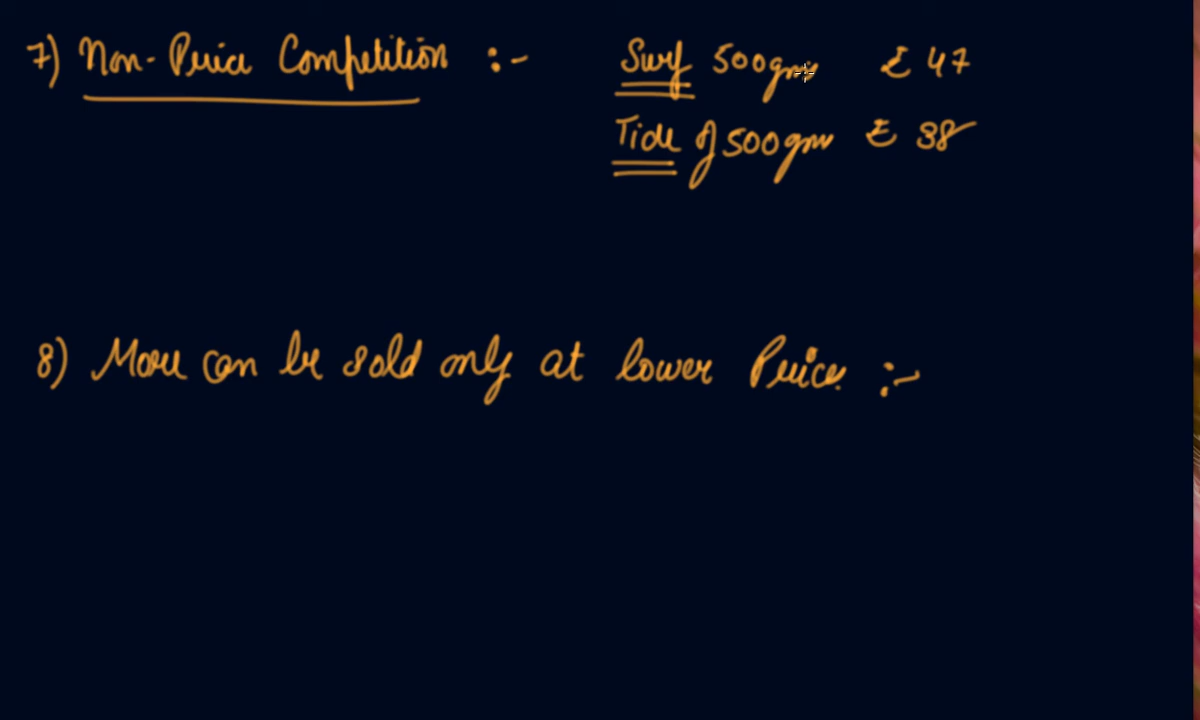 7) Non-Price Competition :-
Surf 500gm ₹ 47
Tide of 500gm ₹ 38
8) More can be sold only at lower Price :-